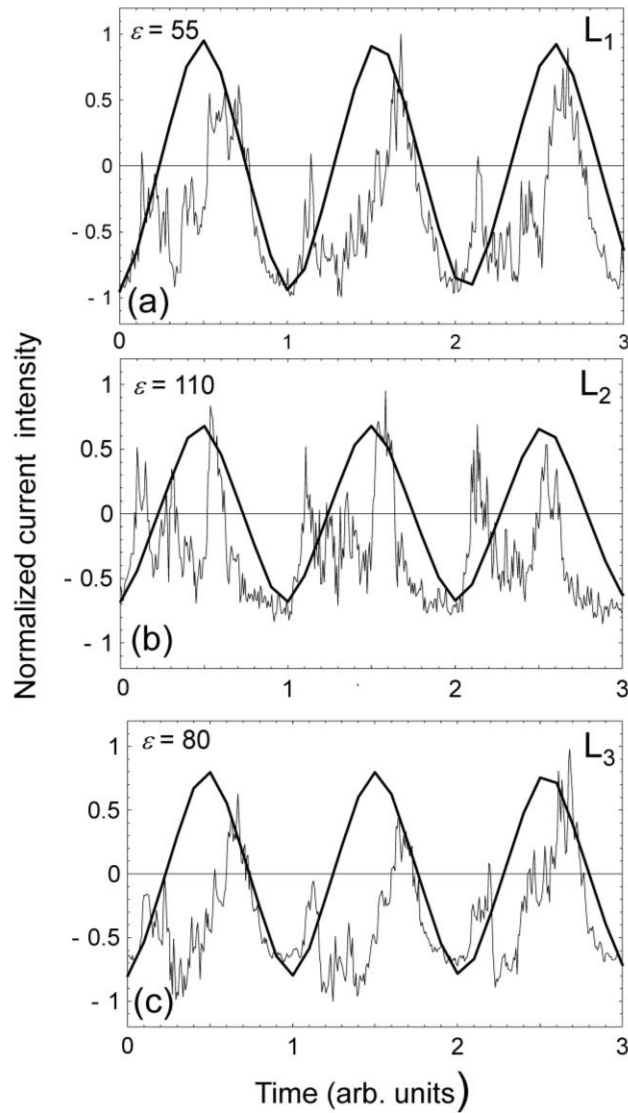 ε = 55
L1
1
0.5
0
- 0.5
- 1
(a)
0 1 2 3
Normalized current intensity
ε = 110
L2
0.5
0
- 0.5
- 1
(b)
0 1 2 3
ε = 80
L3
1
0.5
0
- 0.5
- 1
(c)
0 1 2 3
Time (arb. units)